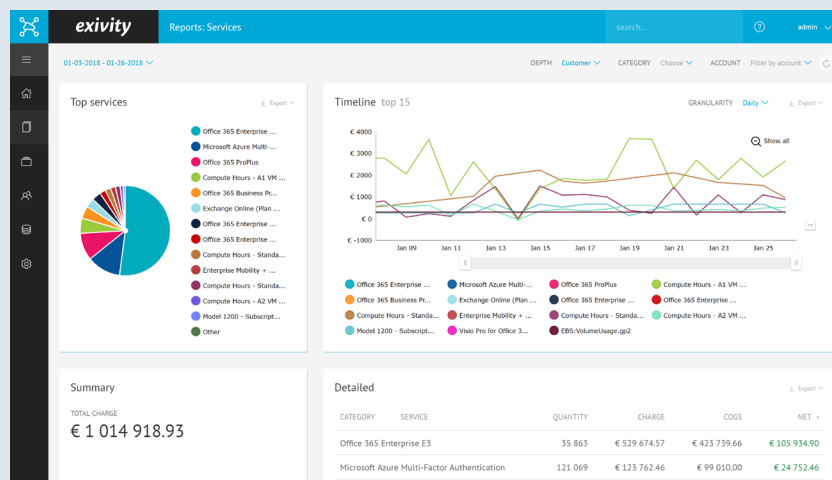 exivity
Reports: Services
search...
admin
01-03-2018 - 01-26-2018
DEPTH Customer CATEGORY Choose ACCOUNT Filter by account
Top services
Export
Office 365 Enterprise ...
Microsoft Azure Multi-...
Office 365 ProPlus
Compute Hours - A1 VM ...
Office 365 Business Pr...
Exchange Online (Plan ...
Office 365 Enterprise ...
Office 365 Enterprise ...
Compute Hours - Standa...
Enterprise Mobility + ...
Compute Hours - Standa...
Compute Hours - A2 VM ...
Model 1200 - Subscript...
Other
Timeline top 15
GRANULARITY Daily Export
Show all
€ 4000
€ 3000
€ 2000
€ 1000
€ 0
€ -1000
Jan 09 Jan 11 Jan 13 Jan 15 Jan 17 Jan 19 Jan 21 Jan 23 Jan 25
Office 365 Enterprise ... Microsoft Azure Multi-... Office 365 ProPlus Compute Hours - A1 VM ...
Office 365 Business Pr... Exchange Online (Plan ... Office 365 Enterprise ... Office 365 Enterprise ...
Compute Hours - Standa... Enterprise Mobility + ... Compute Hours - Standa... Compute Hours - A2 VM ...
Model 1200 - Subscript... Visio Pro for Office 3... EBS:VolumeUsage.gp2
Summary
TOTAL CHARGE
€ 1 014 918.93
Detailed
Export
CATEGORY SERVICE QUANTITY CHARGE COGS NET
Office 365 Enterprise E3 35 863 € 529 674.57 € 423 739.66 € 105 934.90
Microsoft Azure Multi-Factor Authentication 121 069 € 123 762.46 € 99 010.00 € 24 752.46